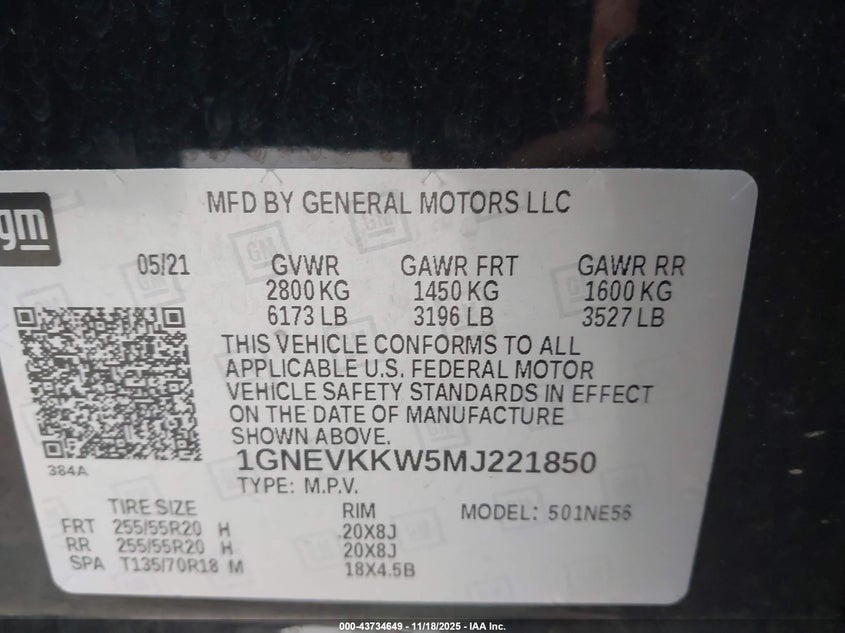 MFD BY GENERAL MOTORS LLC
gm
05/21 GVWR GAWR FRT GAWR RR
2800 KG 1450 KG 1600 KG
6173 LB 3196 LB 3527 LB
THIS VEHICLE CONFORMS TO ALL
APPLICABLE U.S. FEDERAL MOTOR
VEHICLE SAFETY STANDARDS IN EFFECT
ON THE DATE OF MANUFACTURE
SHOWN ABOVE.
384A
1GNEVKKW5MJ221850
TYPE: M.P.V.
TIRE SIZE RIM MODEL: 501NE56
FRT 255/55R20 H 20X8J
RR 255/55R20 H 20X8J
SPA T135/70R18 M 18X4.5B
000-43734649 - 11/18/2025 - IAA Inc.